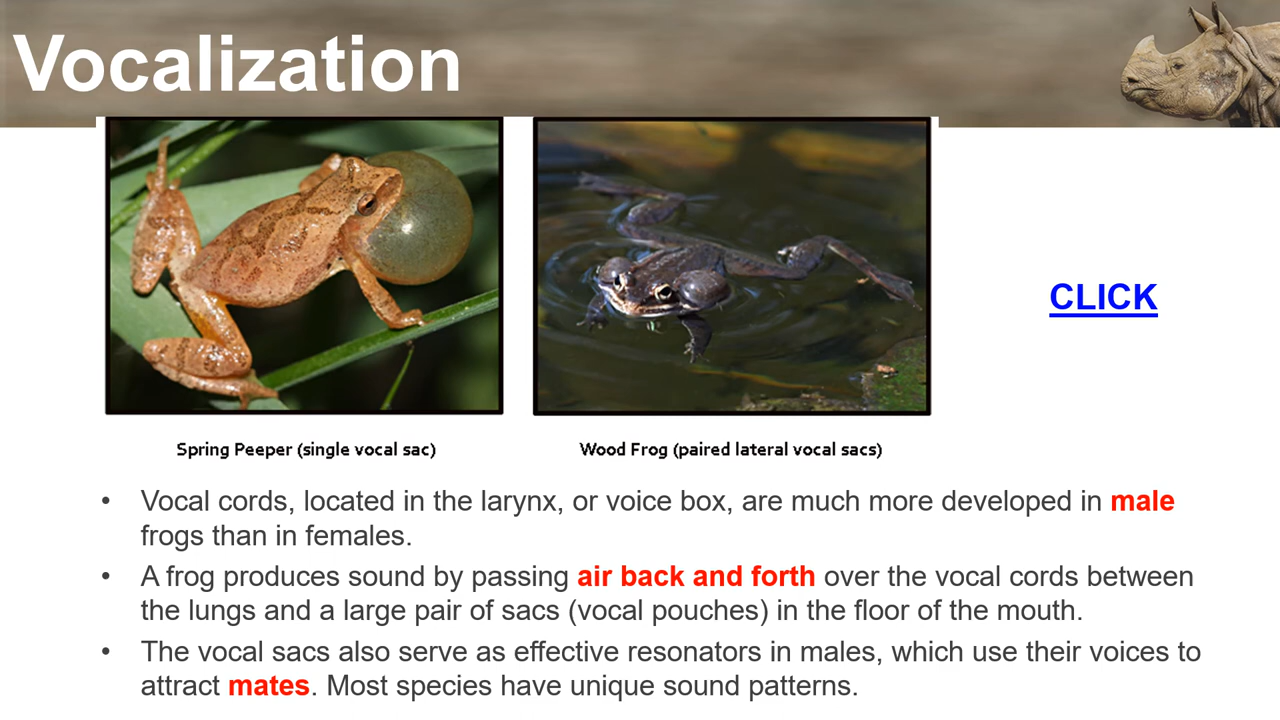 Vocalization
CLICK
Spring Peeper (single vocal sac)
Wood Frog (paired lateral vocal sacs)
• Vocal cords, located in the larynx, or voice box, are much more developed in male
frogs than in females.
• A frog produces sound by passing air back and forth over the vocal cords between
the lungs and a large pair of sacs (vocal pouches) in the floor of the mouth.
• The vocal sacs also serve as effective resonators in males, which use their voices to
attract mates. Most species have unique sound patterns.